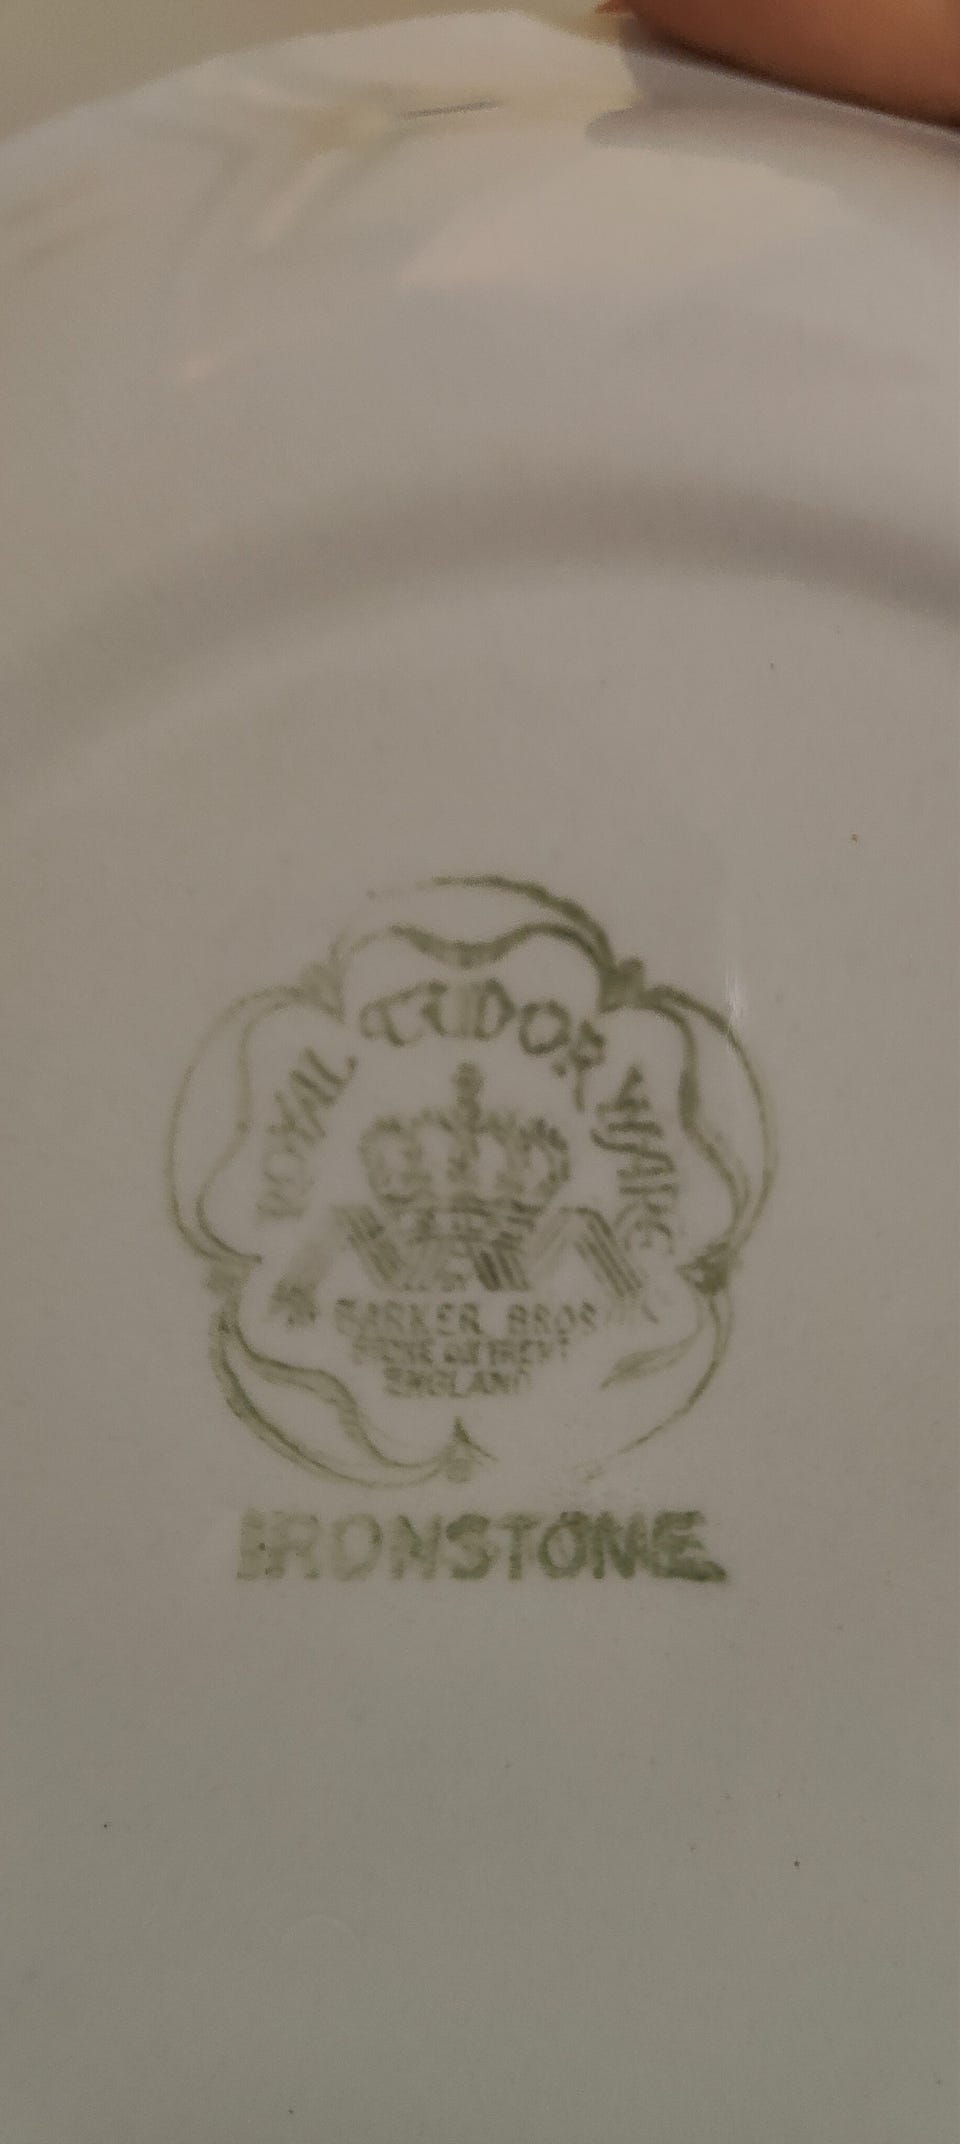 ROYAL TUDOR WARE
BARKER BROS
STOKE ON TRENT
ENGLAND
IRONSTONE